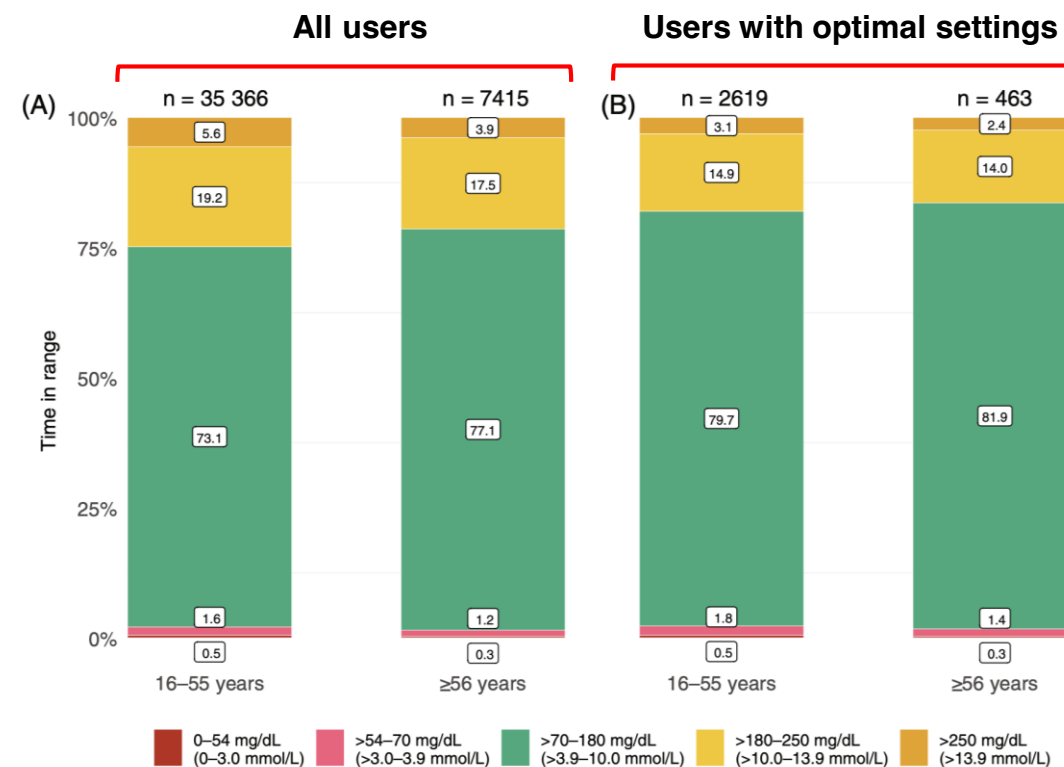 All users
Users with optimal settings
(A)
n = 35 366
n = 7415
(B)
n = 2619
n = 463
100%
75%
50%
25%
0%
Time in range
5.6
19.2
73.1
1.6
0.5
3.9
17.5
77.1
1.2
0.3
3.1
14.9
79.7
1.8
0.5
2.4
14.0
81.9
1.4
0.3
16–55 years
≥56 years
16–55 years
≥56 years
0–54 mg/dL
(0–3.0 mmol/L)
>54–70 mg/dL
(>3.0–3.9 mmol/L)
>70–180 mg/dL
(>3.9–10.0 mmol/L)
>180–250 mg/dL
(>10.0–13.9 mmol/L)
>250 mg/dL
(>13.9 mmol/L)